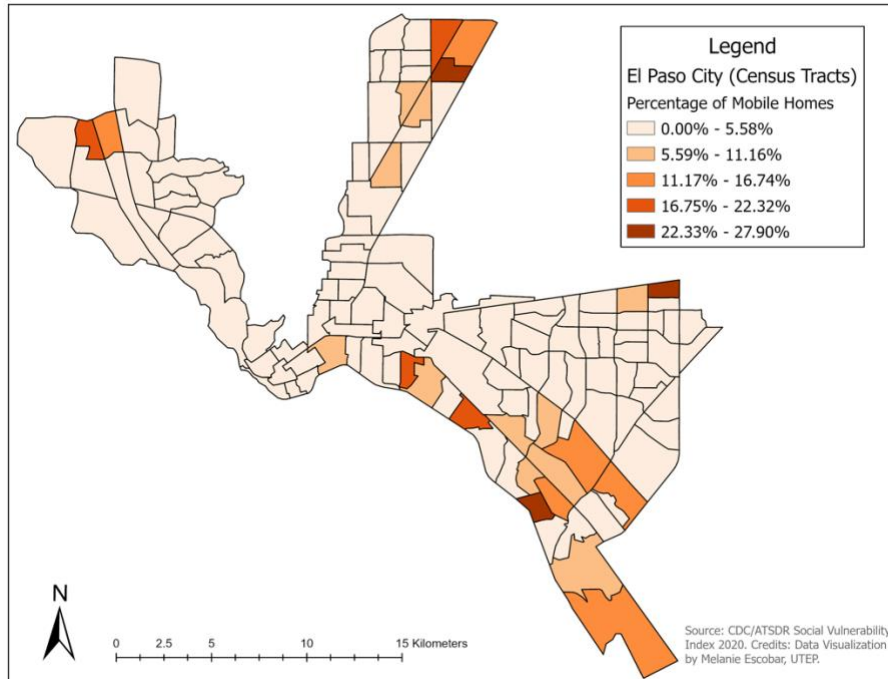 Legend
El Paso City (Census Tracts)
Percentage of Mobile Homes
0.00% - 5.58%
5.59% - 11.16%
11.17% - 16.74%
16.75% - 22.32%
22.33% - 27.90%
N
0 2.5 5 10 15 Kilometers
Source: CDC/ATSDR Social Vulnerability
Index 2020. Credits: Data Visualization
by Melanie Escobar, UTEP.